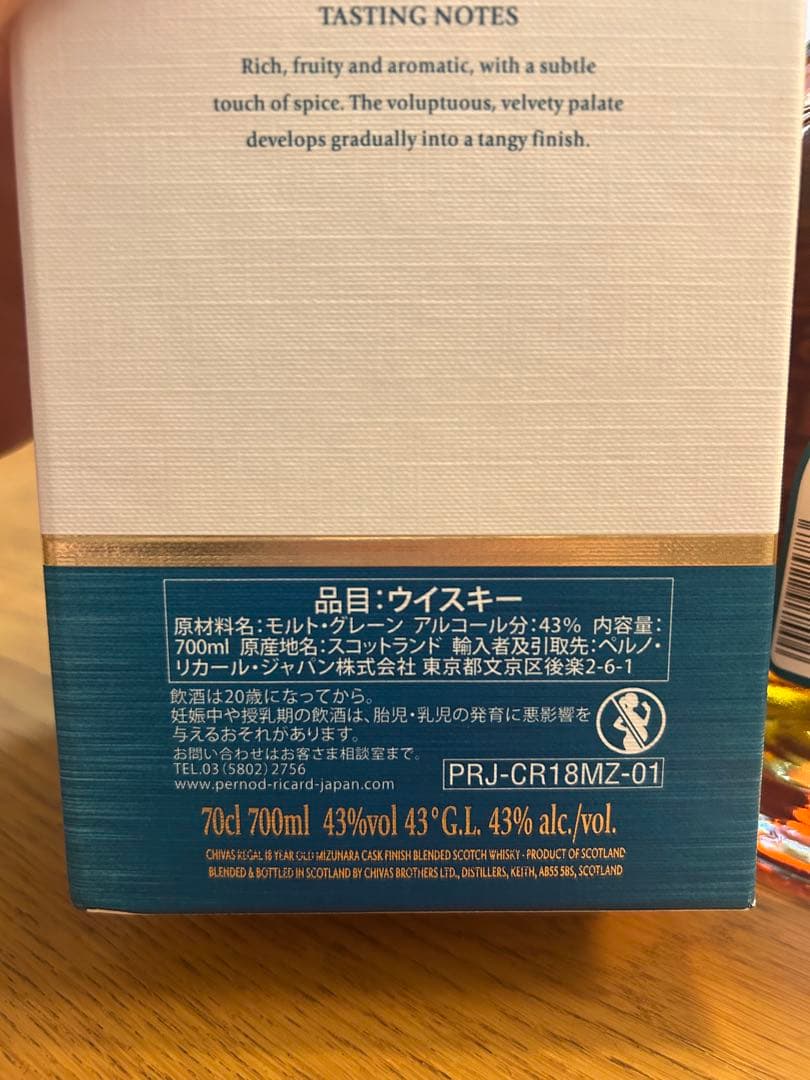 TASTING NOTES
Rich, fruity and aromatic, with a subtle
touch of spice. The voluptuous, velvety palate
develops gradually into a tangy finish.
品目:ウイスキー
原材料名:モルト・グレーン アルコール分:43% 内容量:
700ml 原産地名:スコットランド 輸入者及引取先:ペルノ・
リカール・ジャパン株式会社 東京都文京区後楽2-6-1
飲酒は20歳になってから。
妊娠中や授乳期の飲酒は、胎児・乳児の発育に悪影響を
与えるおそれがあります。
お問い合わせはお客さま相談室まで。
TEL.03(5802)2756
www.pernod-ricard-japan.com
PRJ-CR18MZ-01
70cl 700ml 43%vol 43°G.L. 43% alc./vol.
CHIVAS REGAL 18 YEAR OLD MIZUNARA CASK FINISH BLENDED SCOTCH WHISKY - PRODUCT OF SCOTLAND
BLENDED & BOTTLED IN SCOTLAND BY CHIVAS BROTHERS LTD., DISTILLERS, KEITH, AB55 5BS, SCOTLAND